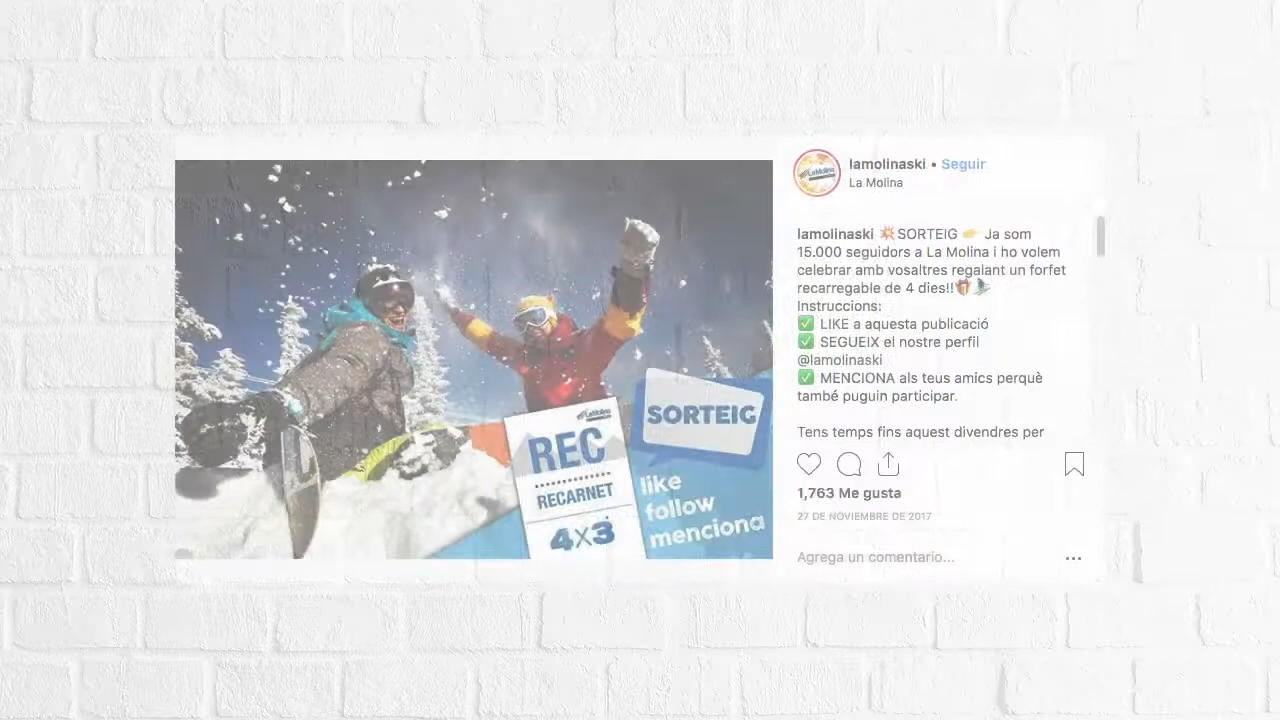 LaMolina
REC
RECARNET
4X3
SORTEIG
like
follow
menciona
LaMolina
lamolinaski • Seguir
La Molina
lamolinaski 💥SORTEIG 👉 Ja som
15.000 seguidors a La Molina i ho volem
celebrar amb vosaltres regalant un forfet
recarregable de 4 dies!!🎁⛷
Instruccions:
✅ LIKE a aquesta publicació
✅ SEGUEIX el nostre perfil
@lamolinaski
✅ MENCIONA als teus amics perquè
també puguin participar.
Tens temps fins aquest divendres per
1,763 Me gusta
27 DE NOVIEMBRE DE 2017
Agrega un comentario...